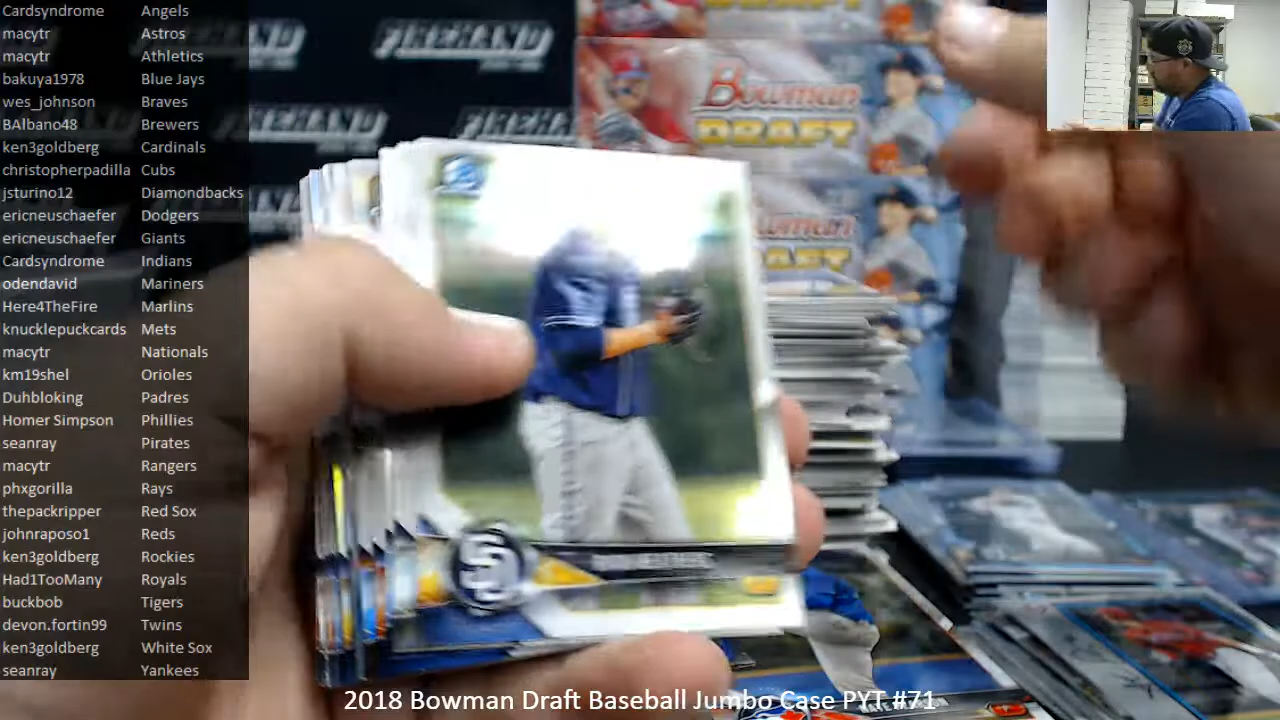 Cardsyndrome Angels
macytr Astros
macytr Athletics
bakuya1978 Blue Jays
wes_johnson Braves
BAlbano48 Brewers
ken3goldberg Cardinals
christopherpadilla Cubs
jsturino12 Diamondbacks
ericneuschaefer Dodgers
ericneuschaefer Giants
Cardsyndrome Indians
odendavid Mariners
Here4TheFire Marlins
knucklepuckcards Mets
macytr Nationals
km19shel Orioles
Duhbloking Padres
Homer Simpson Phillies
seanray Pirates
macytr Rangers
phxgorilla Rays
thepackripper Red Sox
johnraposo1 Reds
ken3goldberg Rockies
Had1TooMany Royals
buckbob Tigers
devon.fortin99 Twins
ken3goldberg White Sox
seanray Yankees
FIREHAND
FIREHAND
DRAFT
Bowman
DRAFT
Bowman
DRAFT
2018 Bowman Draft Baseball Jumbo Case PYT #71